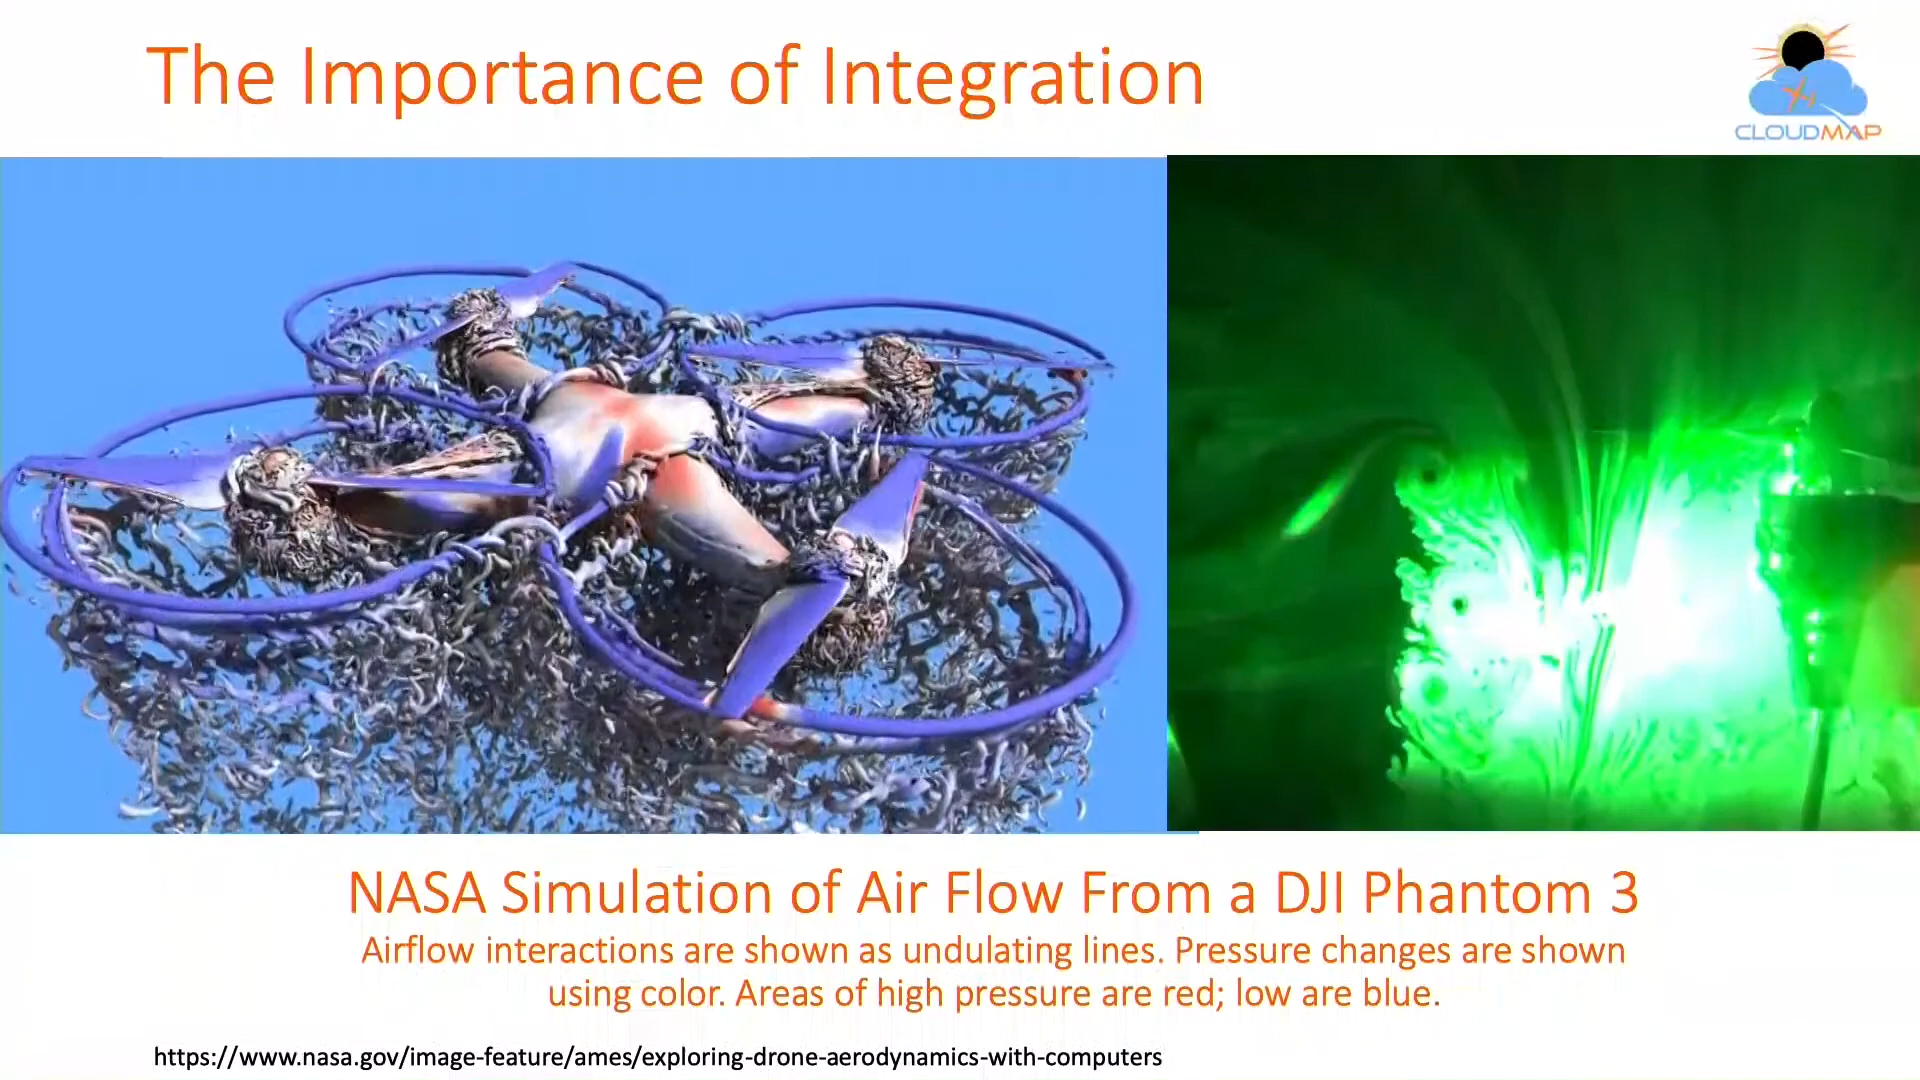 The Importance of Integration
CLOUDMAP
NASA Simulation of Air Flow From a DJI Phantom 3
Airflow interactions are shown as undulating lines. Pressure changes are shown
using color. Areas of high pressure are red; low are blue.
https://www.nasa.gov/image-feature/ames/exploring-drone-aerodynamics-with-computers